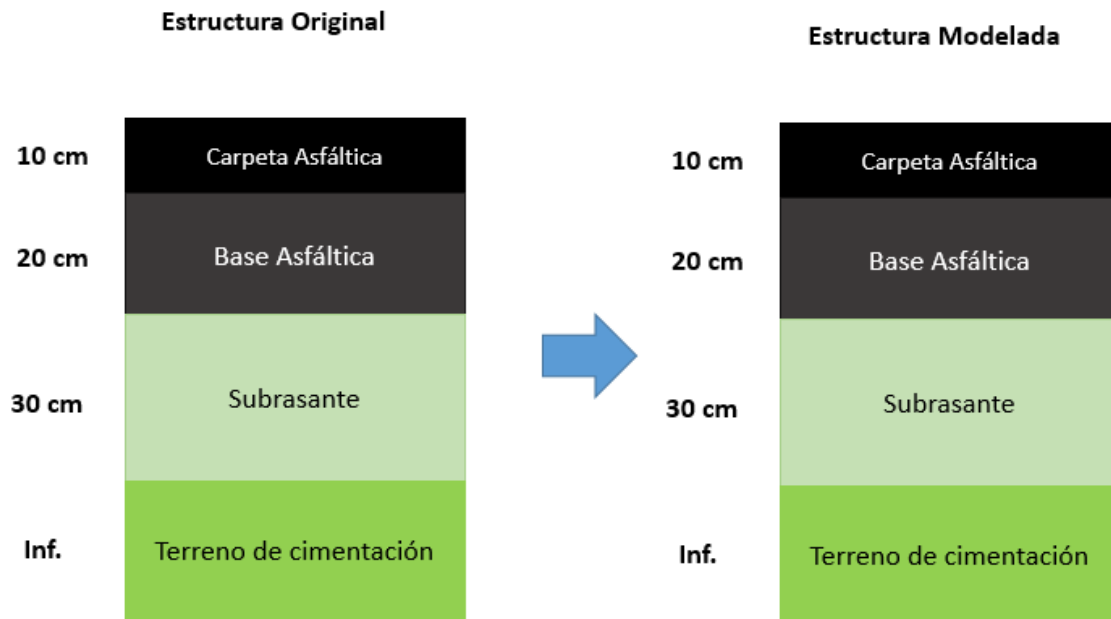 Estructura Original
10 cm
Carpeta Asfáltica
20 cm
Base Asfáltica
30 cm
Subrasante
Inf.
Terreno de cimentación
Estructura Modelada
10 cm
Carpeta Asfáltica
20 cm
Base Asfáltica
30 cm
Subrasante
Inf.
Terreno de cimentación